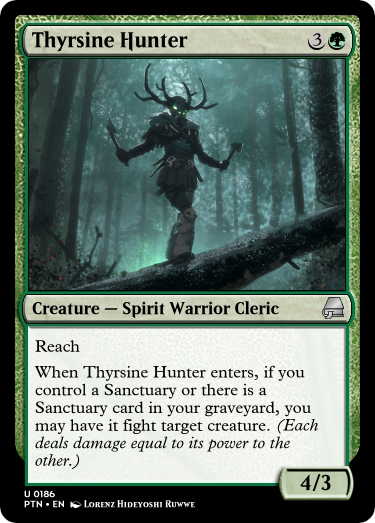 Thyrsine Hunter 3
Creature — Spirit Warrior Cleric
Reach
When Thyrsine Hunter enters, if you
control a Sanctuary or there is a
Sanctuary card in your graveyard, you
may have it fight target creature. (Each
deals damage equal to its power to the
other.)
4/3
U 0186
PTN • EN Lorenz Hideyoshi Ruwwe